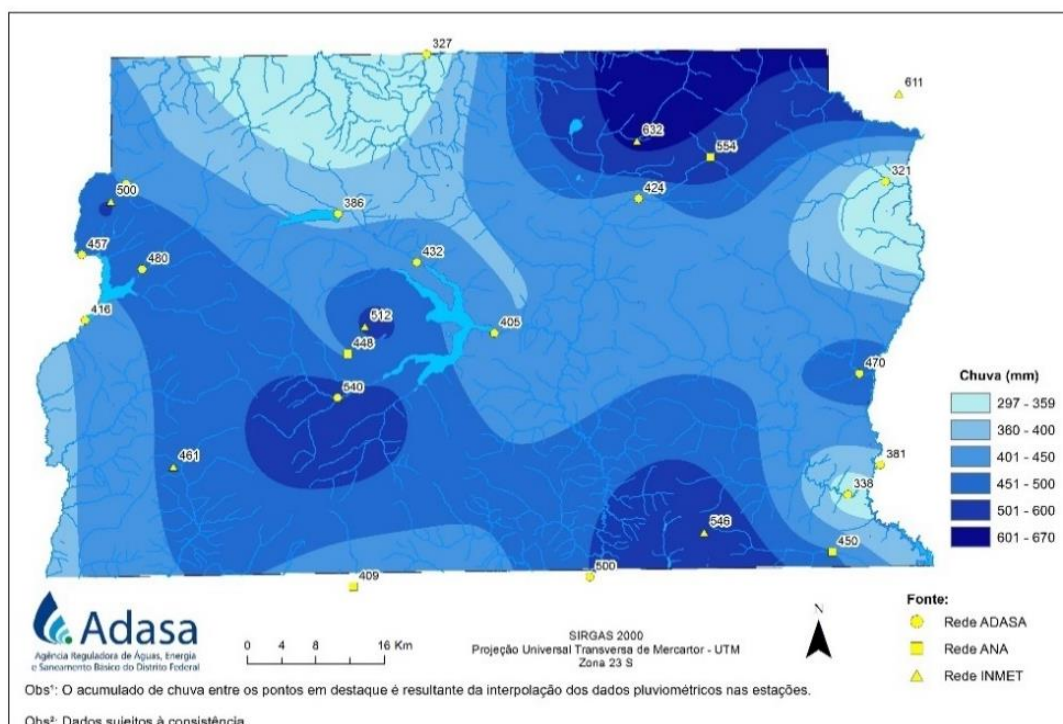 327
611
632
554
321
500
424
386
457
480
432
416
512
405
448
470
540
461
381
338
546
450
500
409
Chuva (mm)
297 - 359
360 - 400
401 - 450
451 - 500
501 - 600
601 - 670
Fonte:
Rede ADASA
Rede ANA
Rede INMET
Adasa
Agência Reguladora de Águas, Energia
e Saneamento Básico do Distrito Federal
0 4 8 16 Km
SIRGAS 2000
Projeção Universal Transversa de Mercartor - UTM
Zona 23 S
N
Obs¹: O acumulado de chuva entre os pontos em destaque é resultante da interpolação dos dados pluviométricos nas estações.
Obs²: Dados sujeitos à consistência